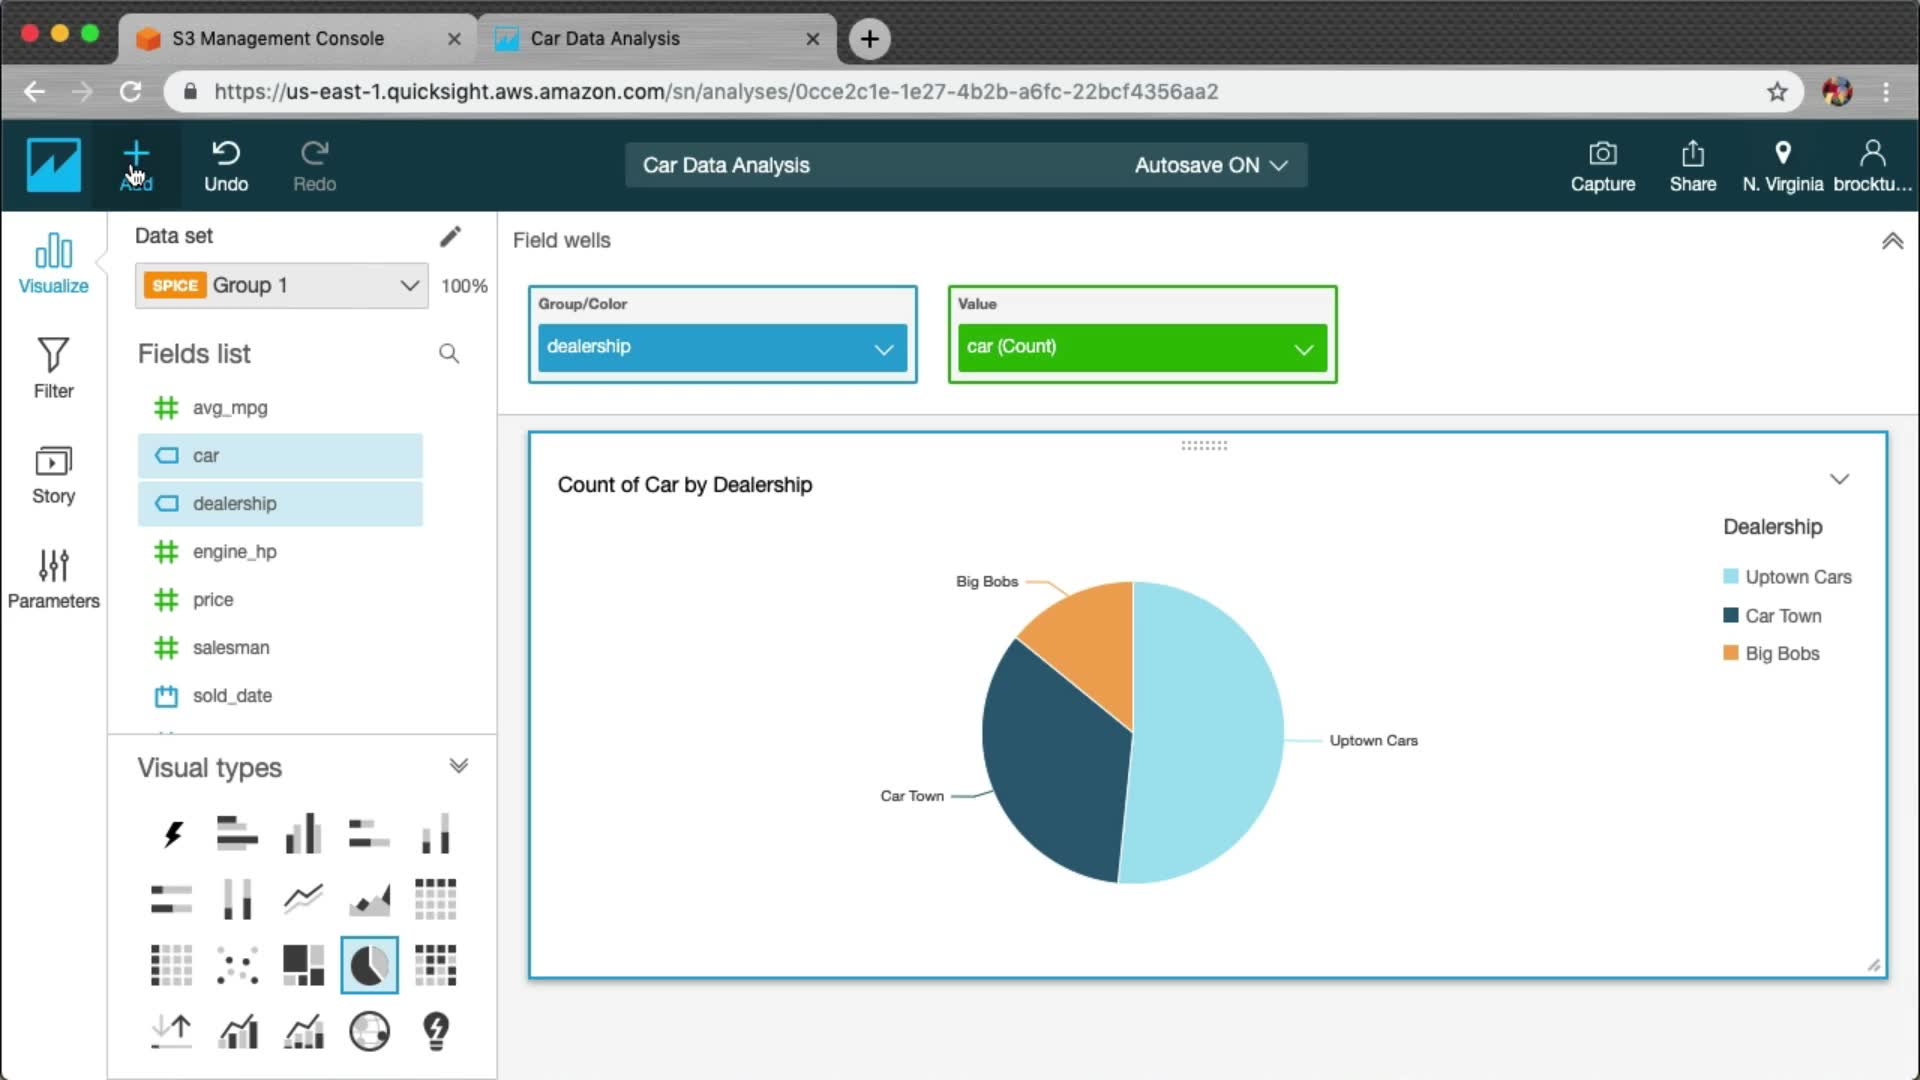 S3 Management Console
Car Data Analysis
https://us-east-1.quicksight.aws.amazon.com/sn/analyses/0cce2c1e-1e27-4b2b-a6fc-22bcf4356aa2
Add
Undo
Redo
Car Data Analysis
Autosave ON
Capture
Share
N. Virginia
brocktu...
Visualize
Filter
Story
Parameters
Data set
SPICE Group 1
100%
Fields list
avg_mpg
car
dealership
engine_hp
price
salesman
sold_date
Visual types
Field wells
Group/Color
dealership
Value
car (Count)
Count of Car by Dealership
Big Bobs
Uptown Cars
Car Town
Dealership
Uptown Cars
Car Town
Big Bobs